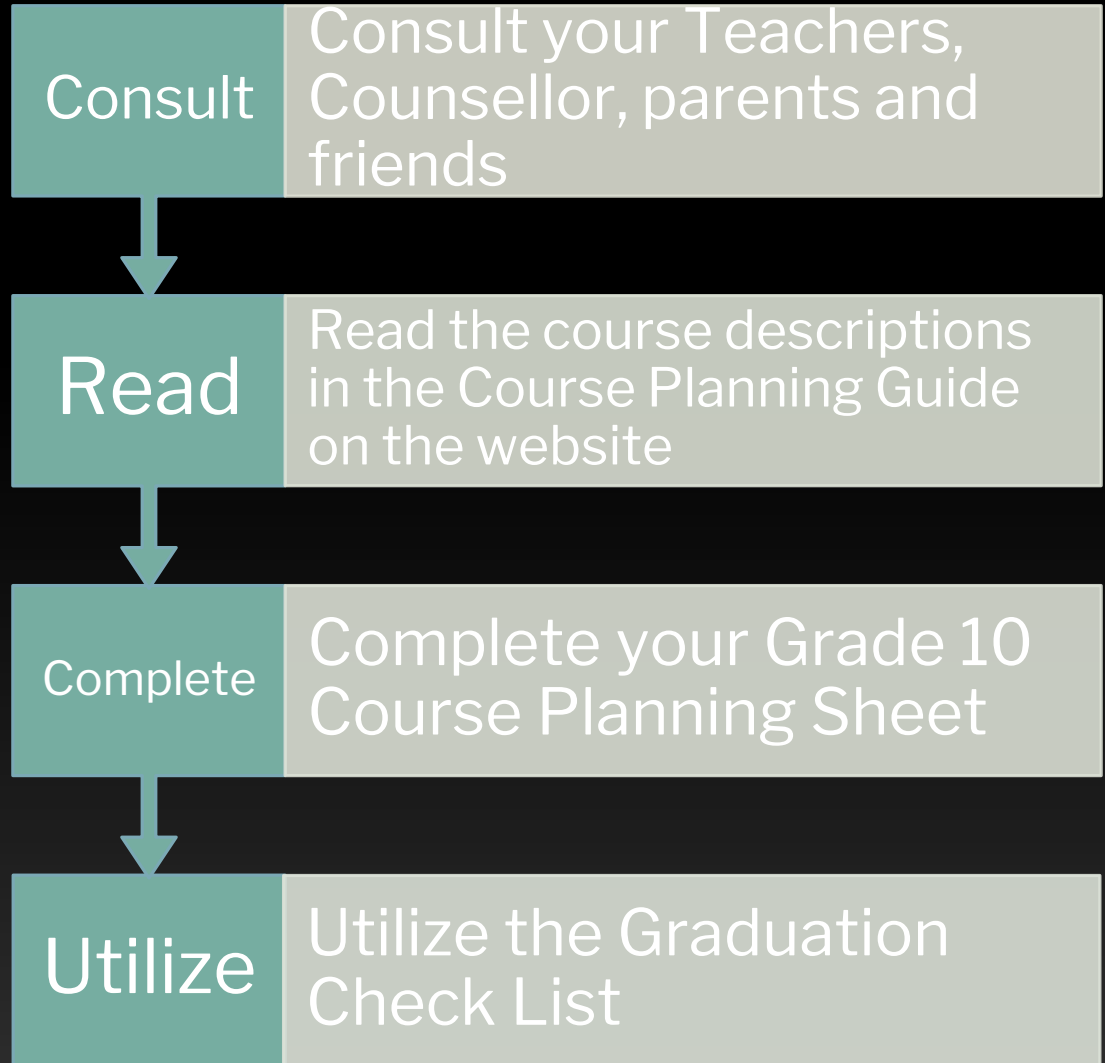 Consult
Consult your Teachers,
Counsellor, parents and
friends
Read
Read the course descriptions
in the Course Planning Guide
on the website
Complete
Complete your Grade 10
Course Planning Sheet
Utilize
Utilize the Graduation
Check List